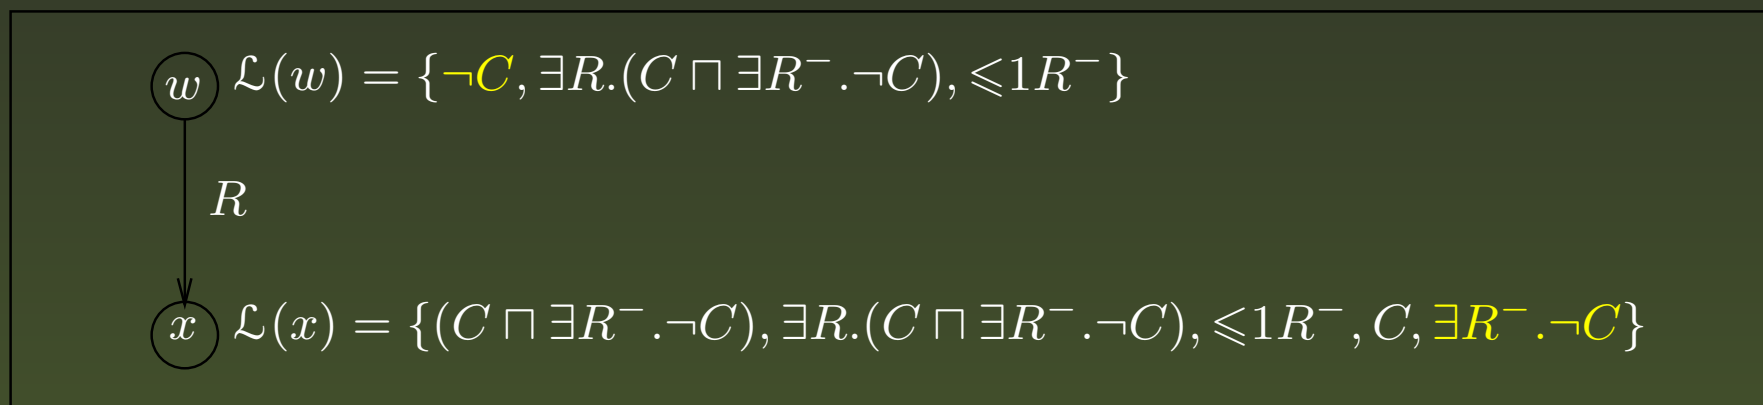 w ℒ(w) = {¬C, ∃R.(C ⊓ ∃R⁻.¬C), ⩽1R⁻}
R
x ℒ(x) = {(C ⊓ ∃R⁻.¬C), ∃R.(C ⊓ ∃R⁻.¬C), ⩽1R⁻, C, ∃R⁻.¬C}